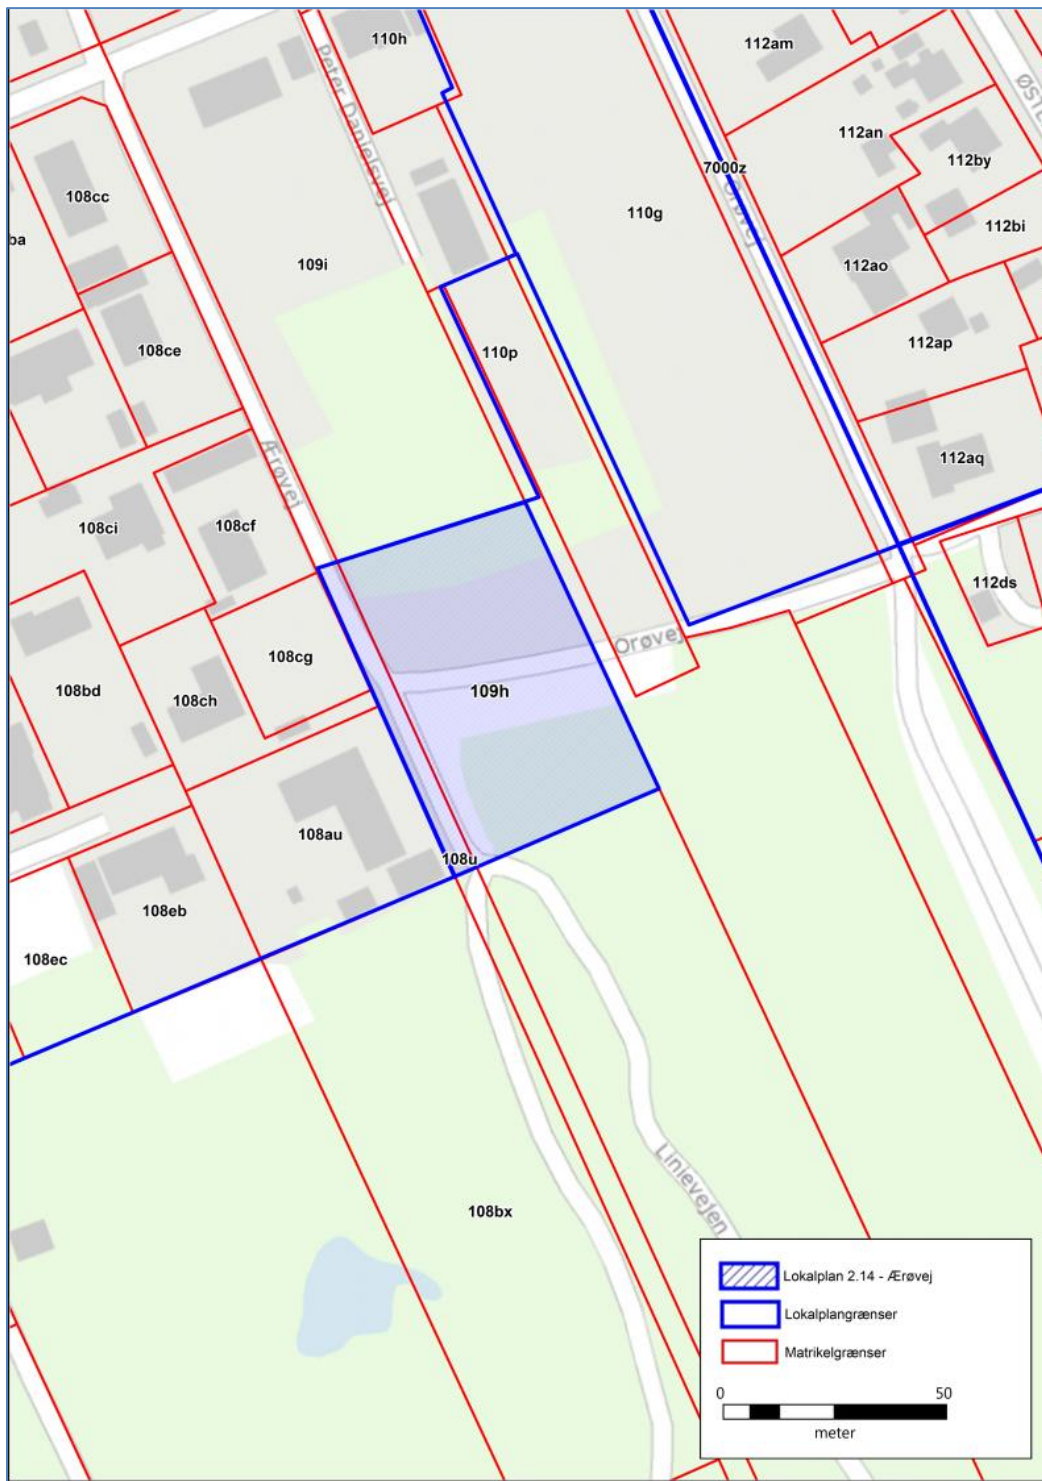 110h
112am
Peter Danielsvej
ØSTE
112an
112by
7000z
108cc
110g
Orøvej
112bi
ba
109i
112ao
112ap
108ce
110p
Ærøvej
112aq
108ci
108cf
112ds
Orøvej
108cg
109h
108bd
108ch
108au
108u
108eb
108ec
Linievejen
108bx
Lokalplan 2.14 - Ærøvej
Lokalplangrænser
Matrikelgrænser
0 50
meter